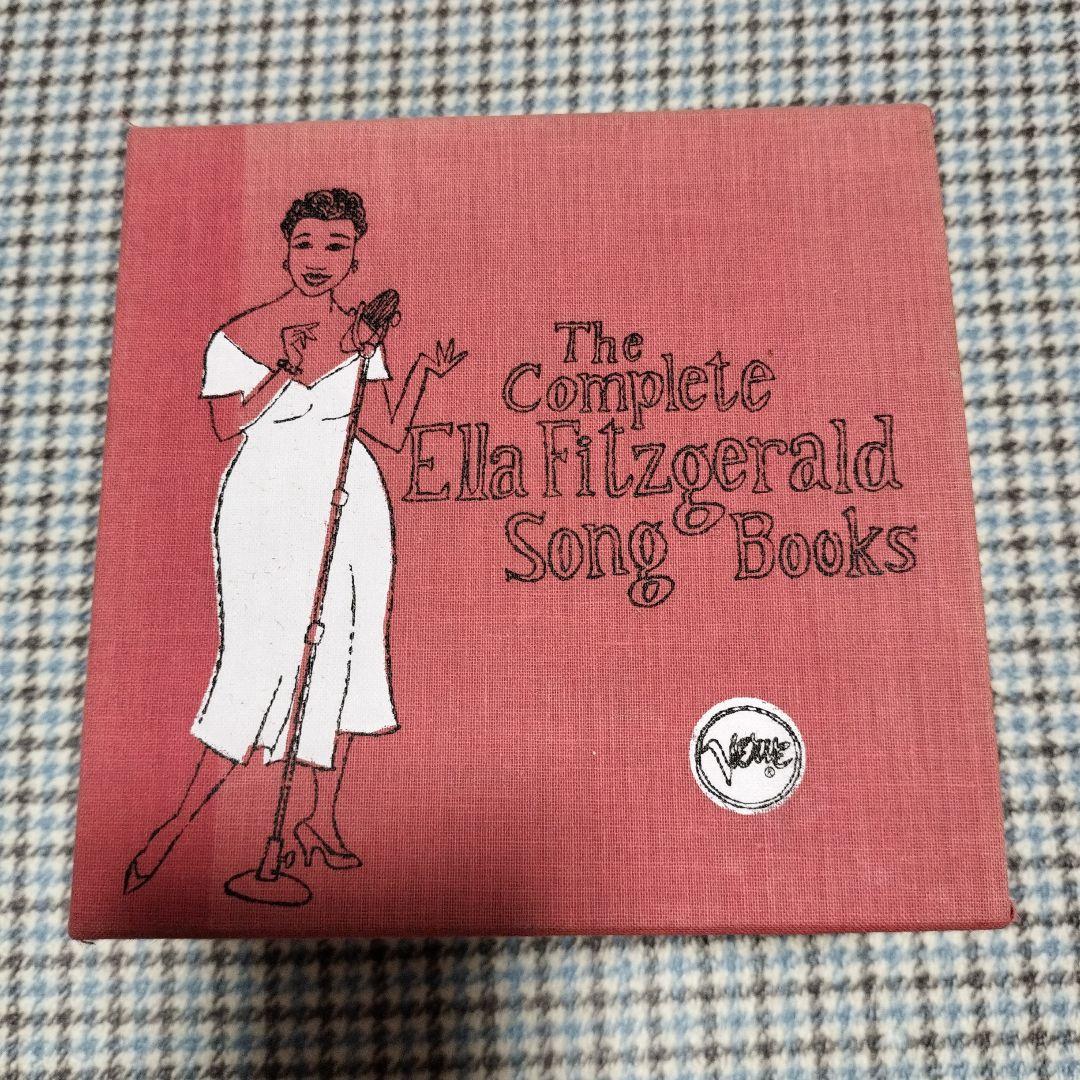 The
Complete
Ella Fitzgerald
Song Books
VERVE
®